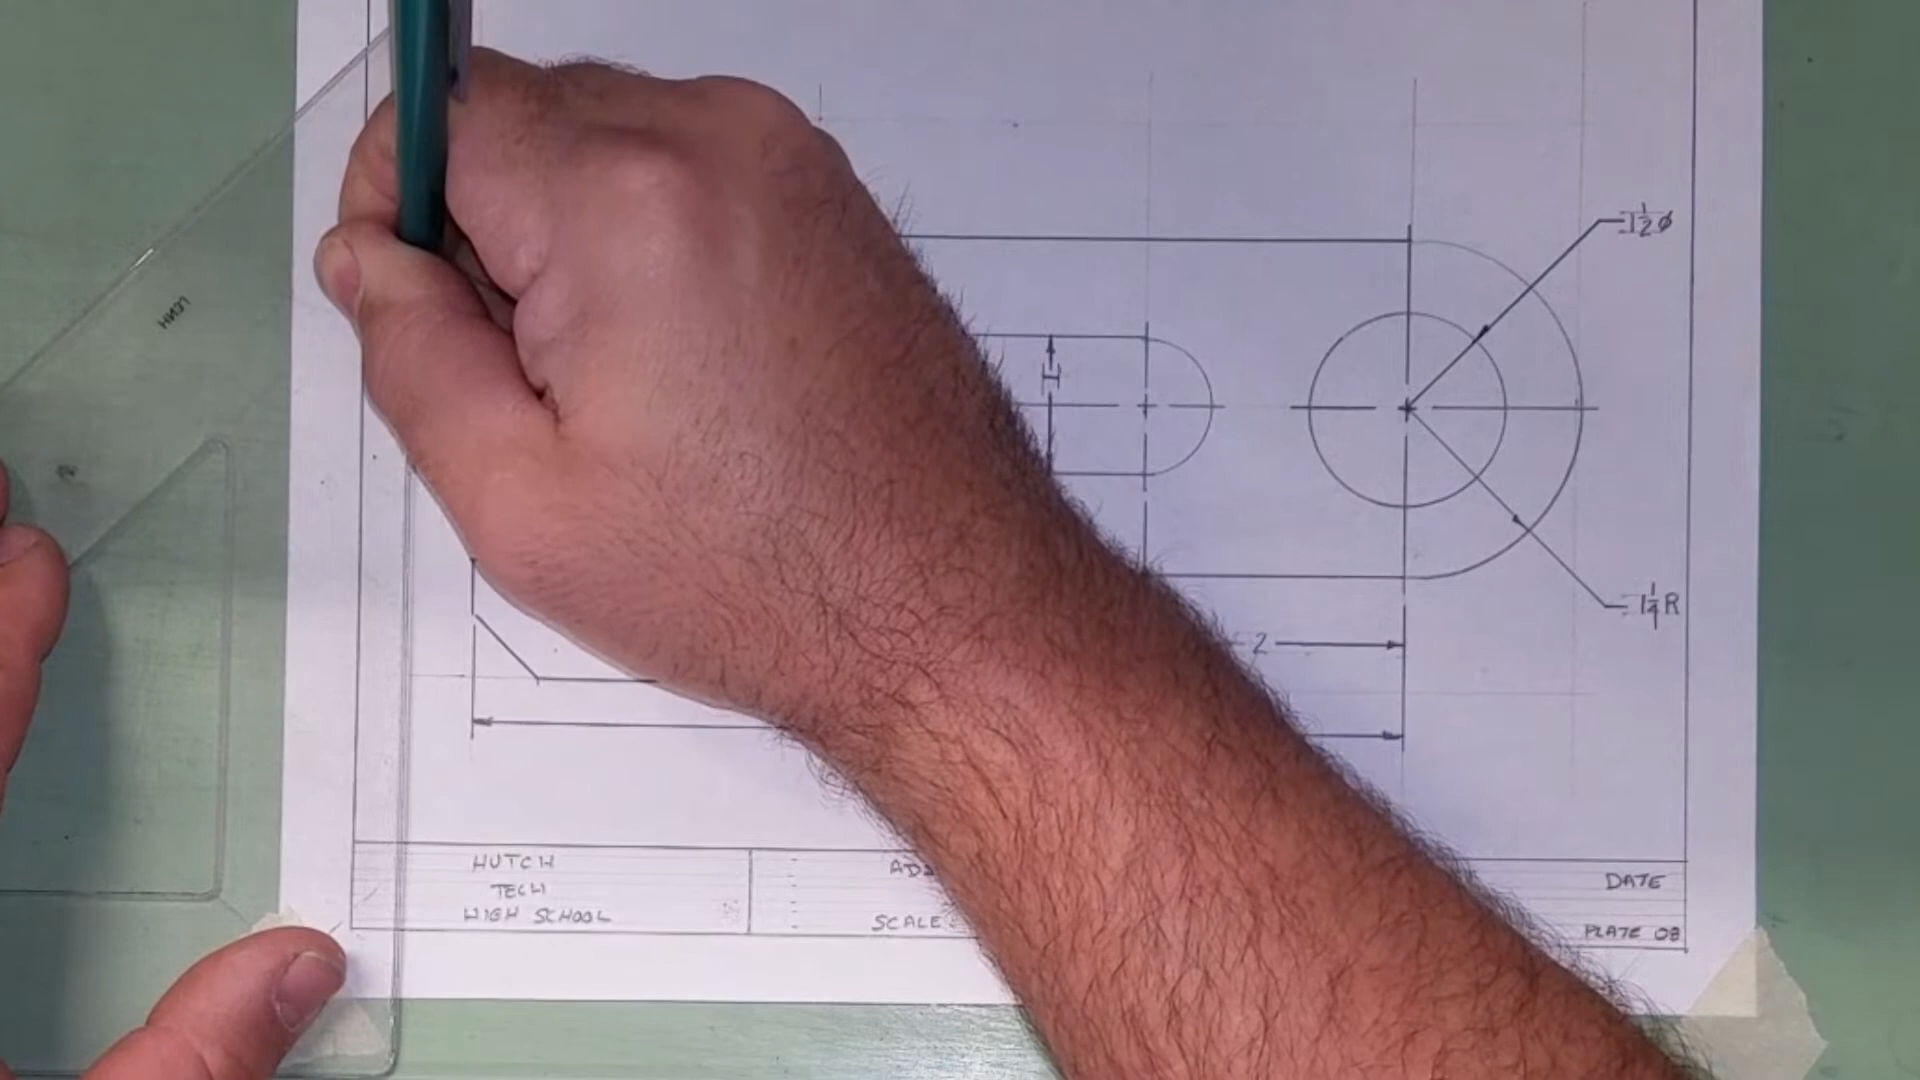 1 1/2 ø
H
1 1/4 R
2
HUTCH
TECH
HIGH SCHOOL
SCALE
DATE
PLATE 08